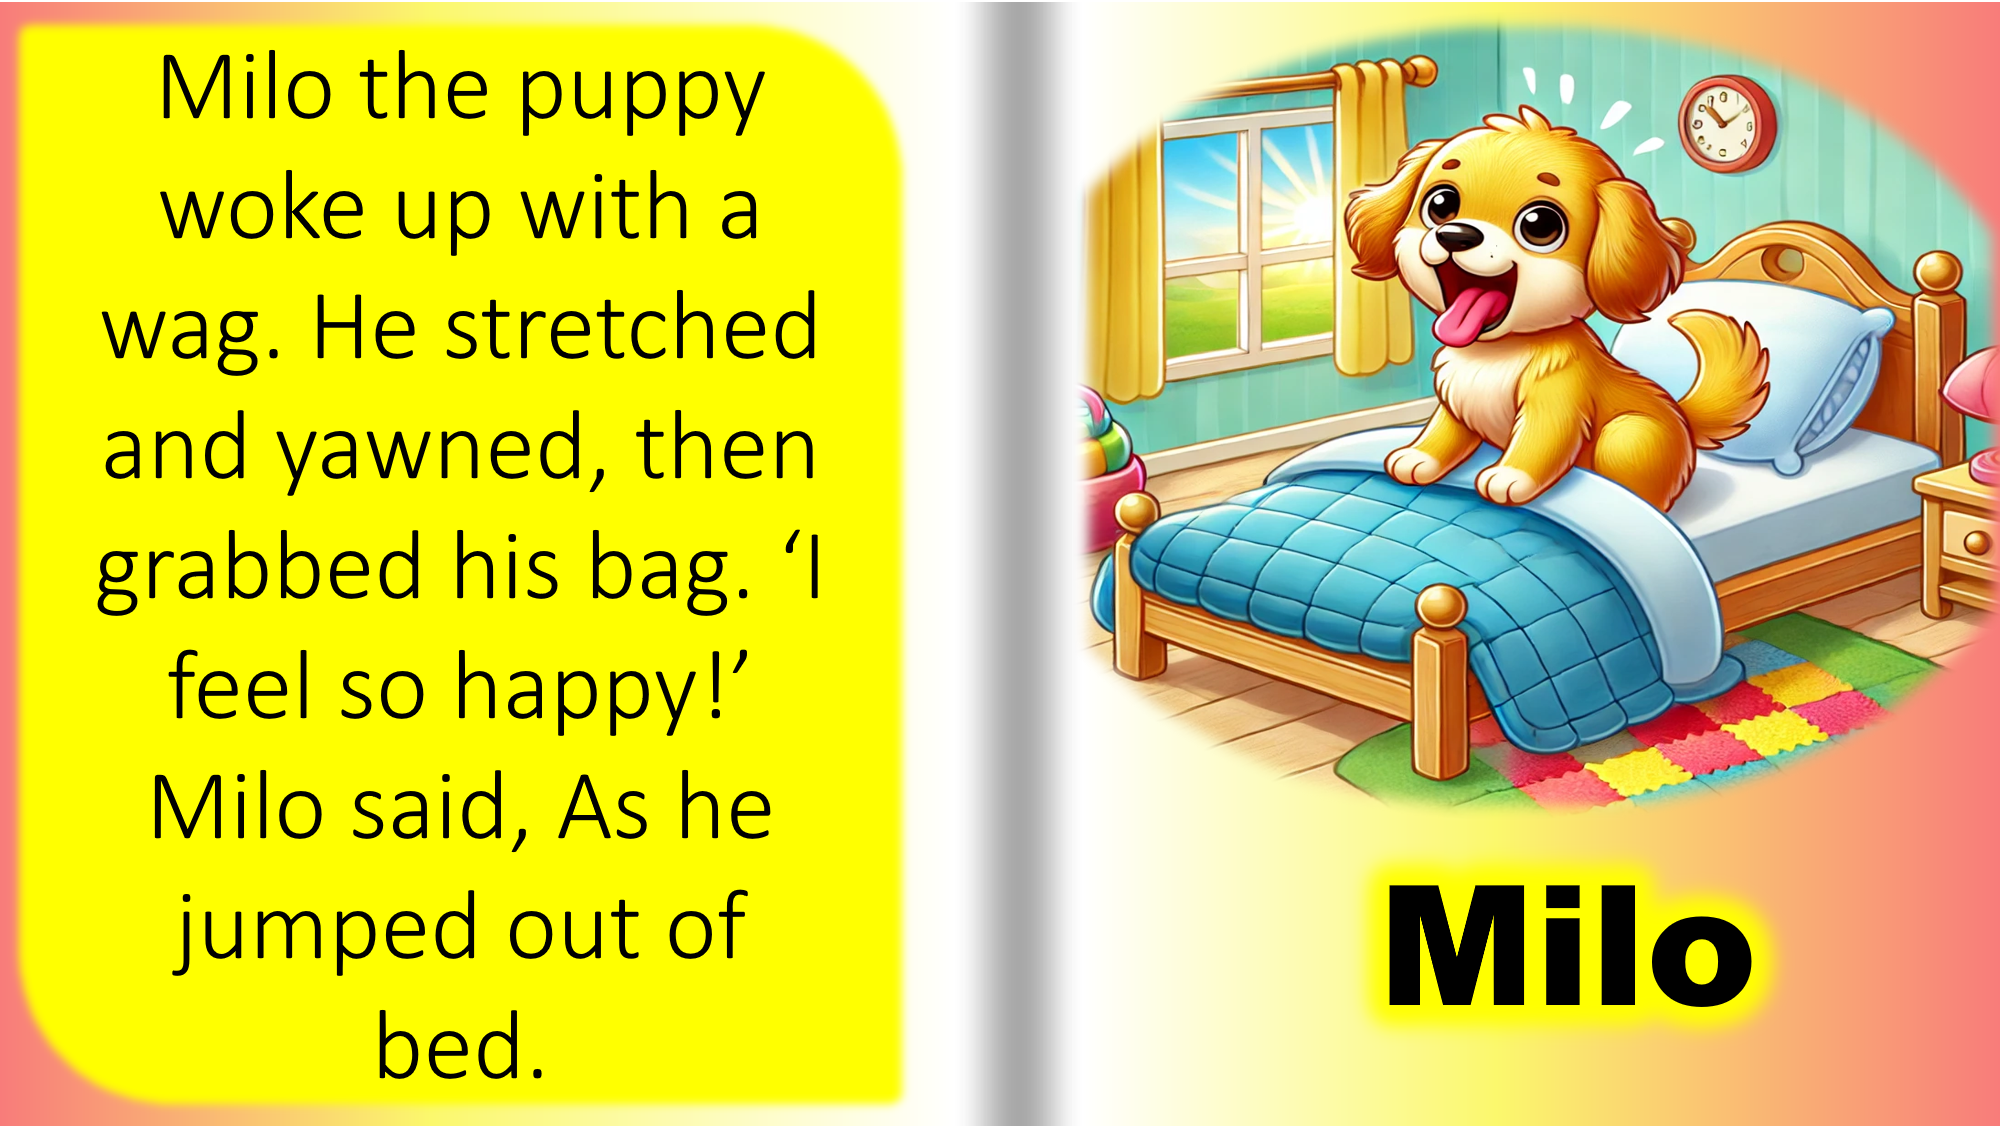 Milo the puppy
woke up with a
wag. He stretched
and yawned, then
grabbed his bag. ‘I
feel so happy!’
Milo said, As he
jumped out of
bed.
Milo